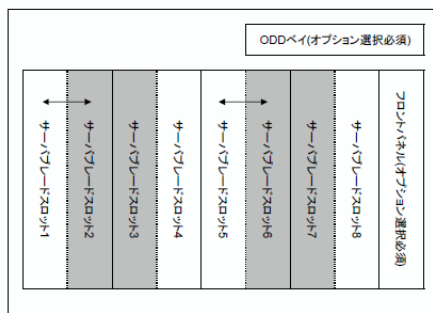 ODDベイ(オプション選択必須)
サーバブレードスロット1
サーバブレードスロット2
サーバブレードスロット3
サーバブレードスロット4
サーバブレードスロット5
サーバブレードスロット6
サーバブレードスロット7
サーバブレードスロット8
フロントパネル(オプション選択必須)